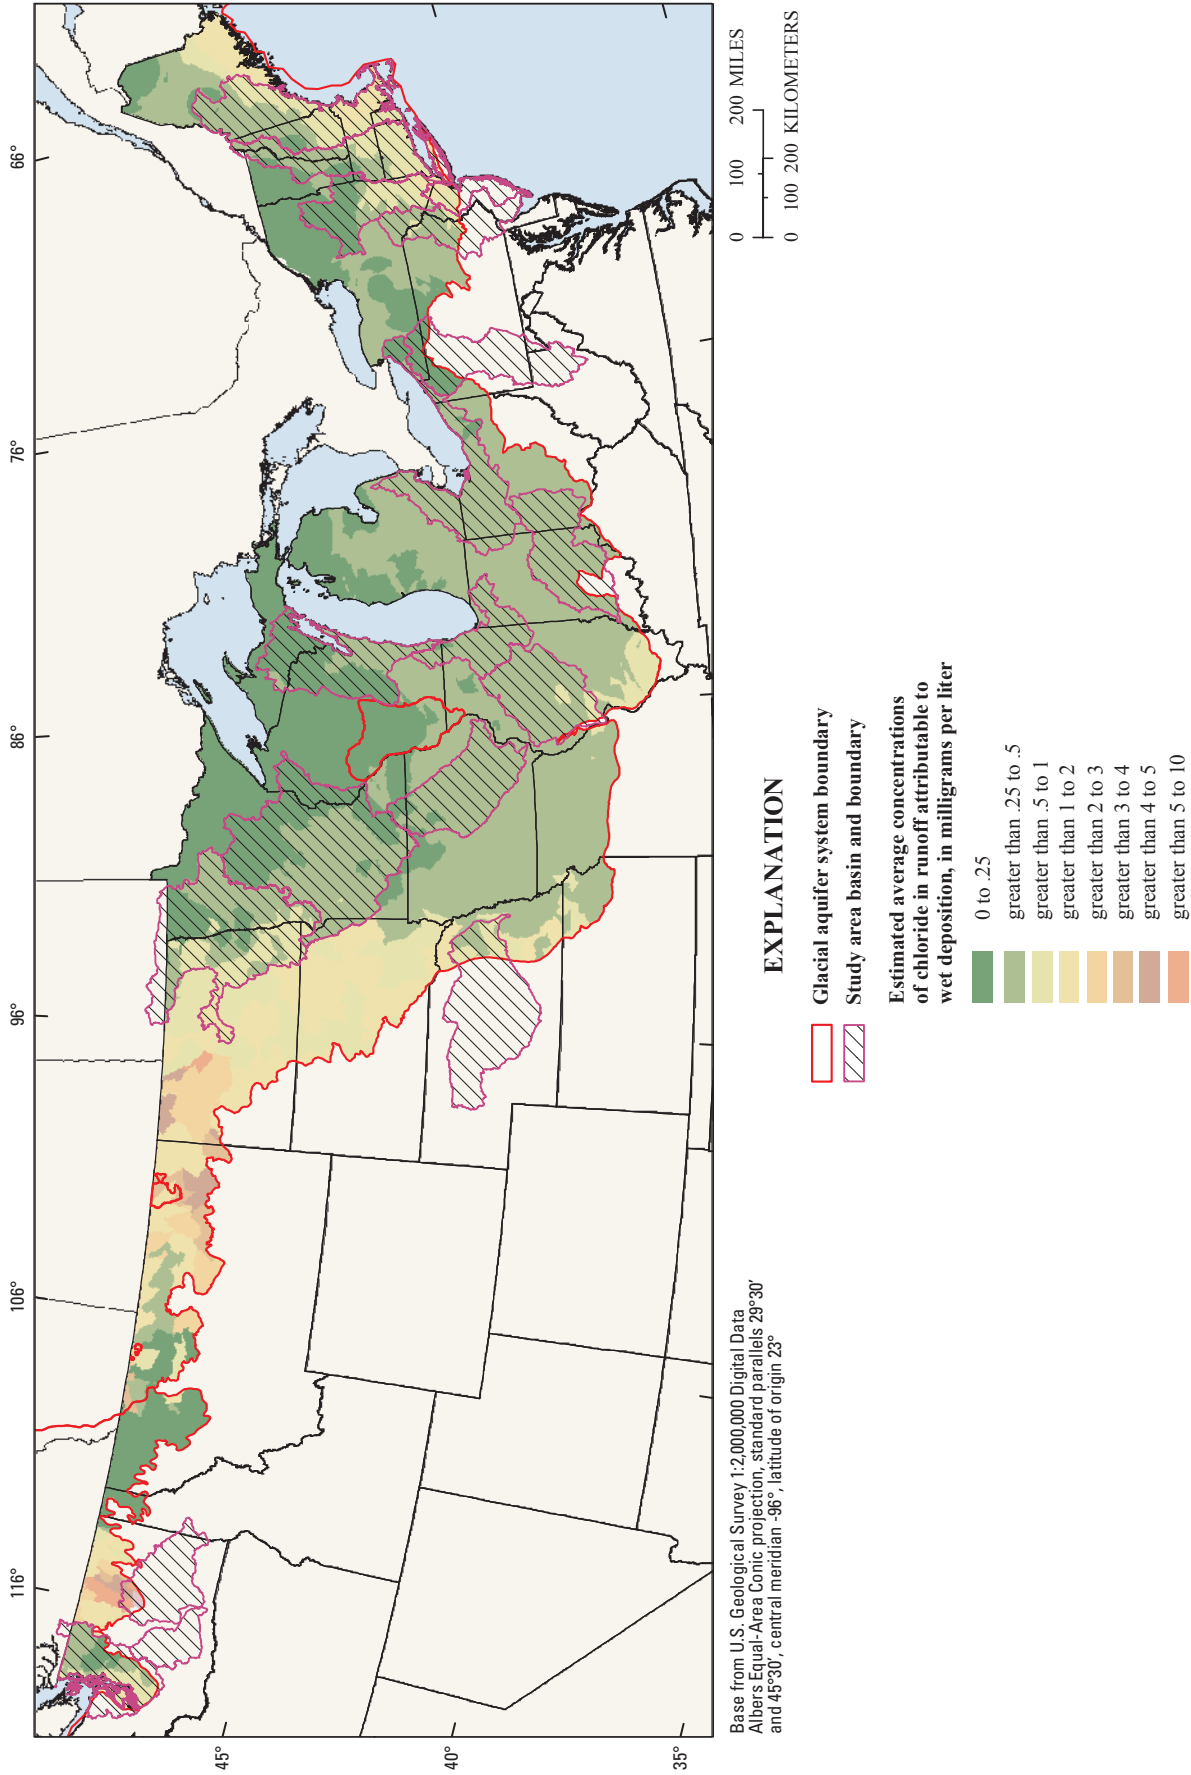 116°
106°
96°
88°
76°
66°
45°
40°
35°
Base from U.S. Geological Survey 1:2,000,000 Digital Data
Albers Equal-Area Conic projection, standard parallels 29°30′
and 45°30′, central meridian -96°, latitude of origin 23°
0 100 200 MILES
0 100 200 KILOMETERS
EXPLANATION
Glacial aquifer system boundary
Study area basin and boundary
Estimated average concentrations
of chloride in runoff attributable to
wet deposition, in milligrams per liter
0 to .25
greater than .25 to .5
greater than .5 to 1
greater than 1 to 2
greater than 2 to 3
greater than 3 to 4
greater than 4 to 5
greater than 5 to 10